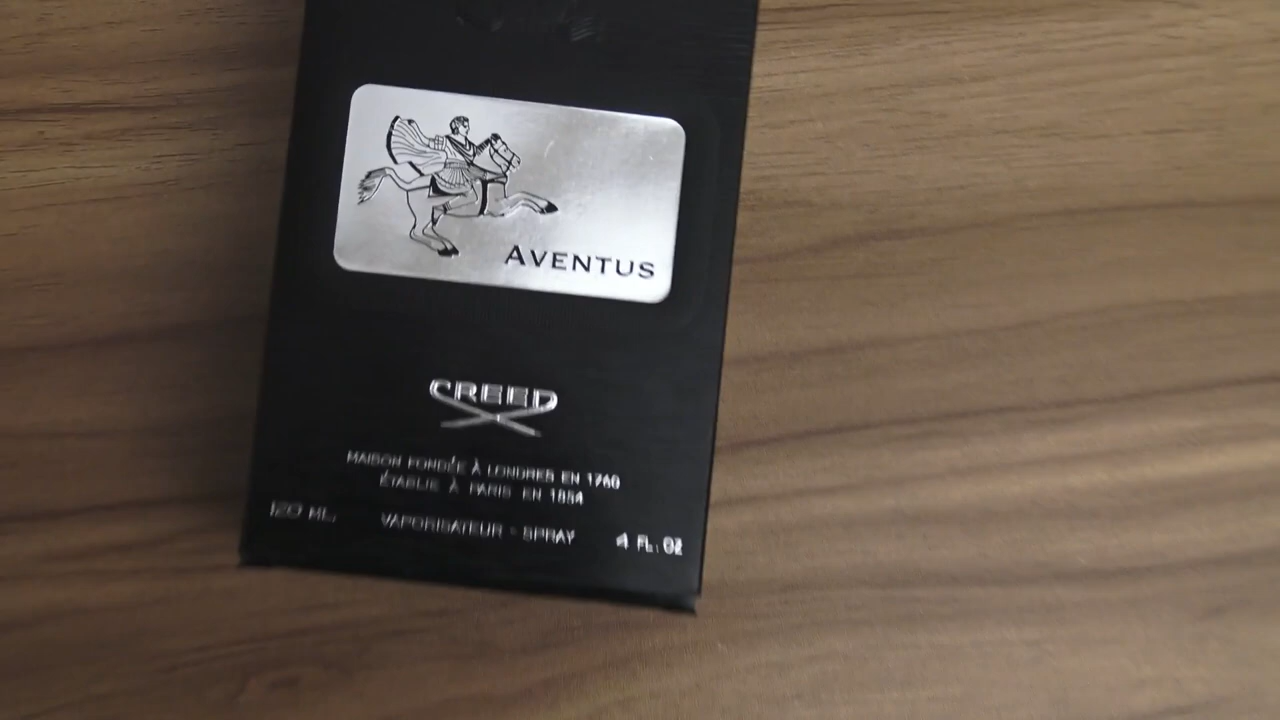 AVENTUS
CREED
MAISON FONDÉE À LONDRES EN 1760
ÉTABLIE À PARIS EN 1854
120 ML. VAPORISATEUR - SPRAY 4 FL. OZ